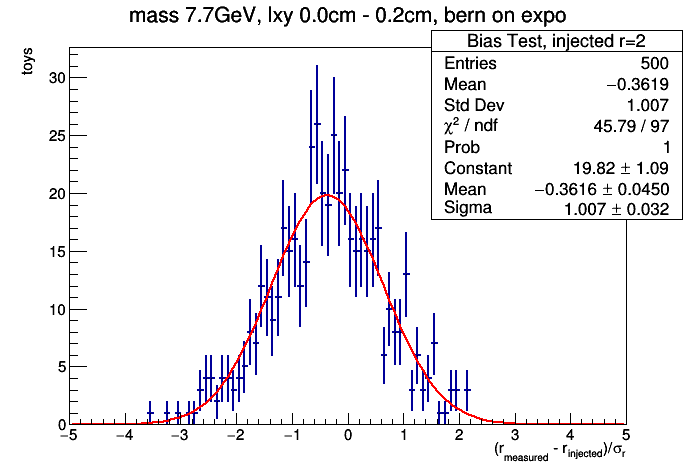 mass 7.7GeV, lxy 0.0cm - 0.2cm, bern on expo
toys
Bias Test, injected r=2
Entries 500
Mean −0.3619
Std Dev 1.007
χ² / ndf 45.79 / 97
Prob 1
Constant 19.82 ± 1.09
Mean −0.3616 ± 0.0450
Sigma 1.007 ± 0.032
30
25
20
15
10
5
0
−5 −4 −3 −2 −1 0 1 2 3 4 5
(r_measured - r_injected)/σ_r